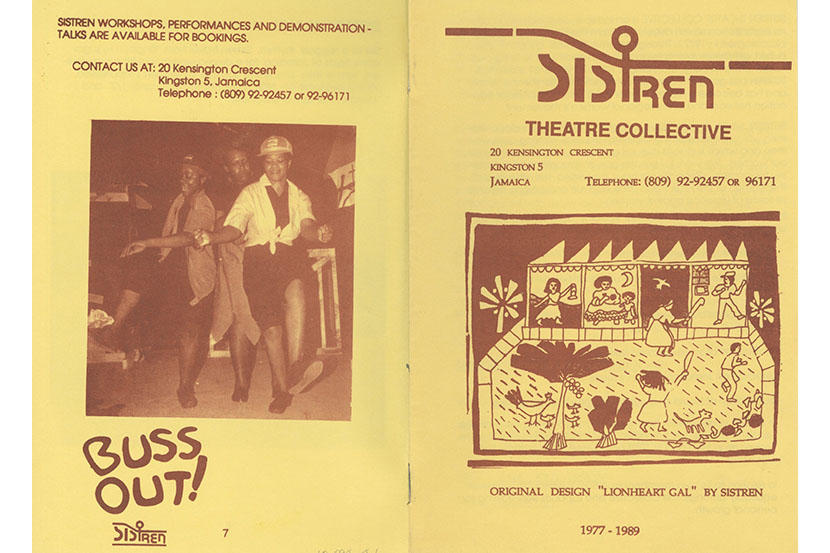 SISTREN WORKSHOPS, PERFORMANCES AND DEMONSTRATION -
TALKS ARE AVAILABLE FOR BOOKINGS.
CONTACT US AT: 20 Kensington Crescent
Kingston 5, Jamaica
Telephone : (809) 92-92457 or 92-96171
BUSS
OUT!
SISTREN
7
SISTREN
THEATRE COLLECTIVE
20 KENSINGTON CRESCENT
KINGSTON 5
JAMAICA TELEPHONE: (809) 92-92457 OR 96171
ORIGINAL DESIGN "LIONHEART GAL" BY SISTREN
1977 - 1989